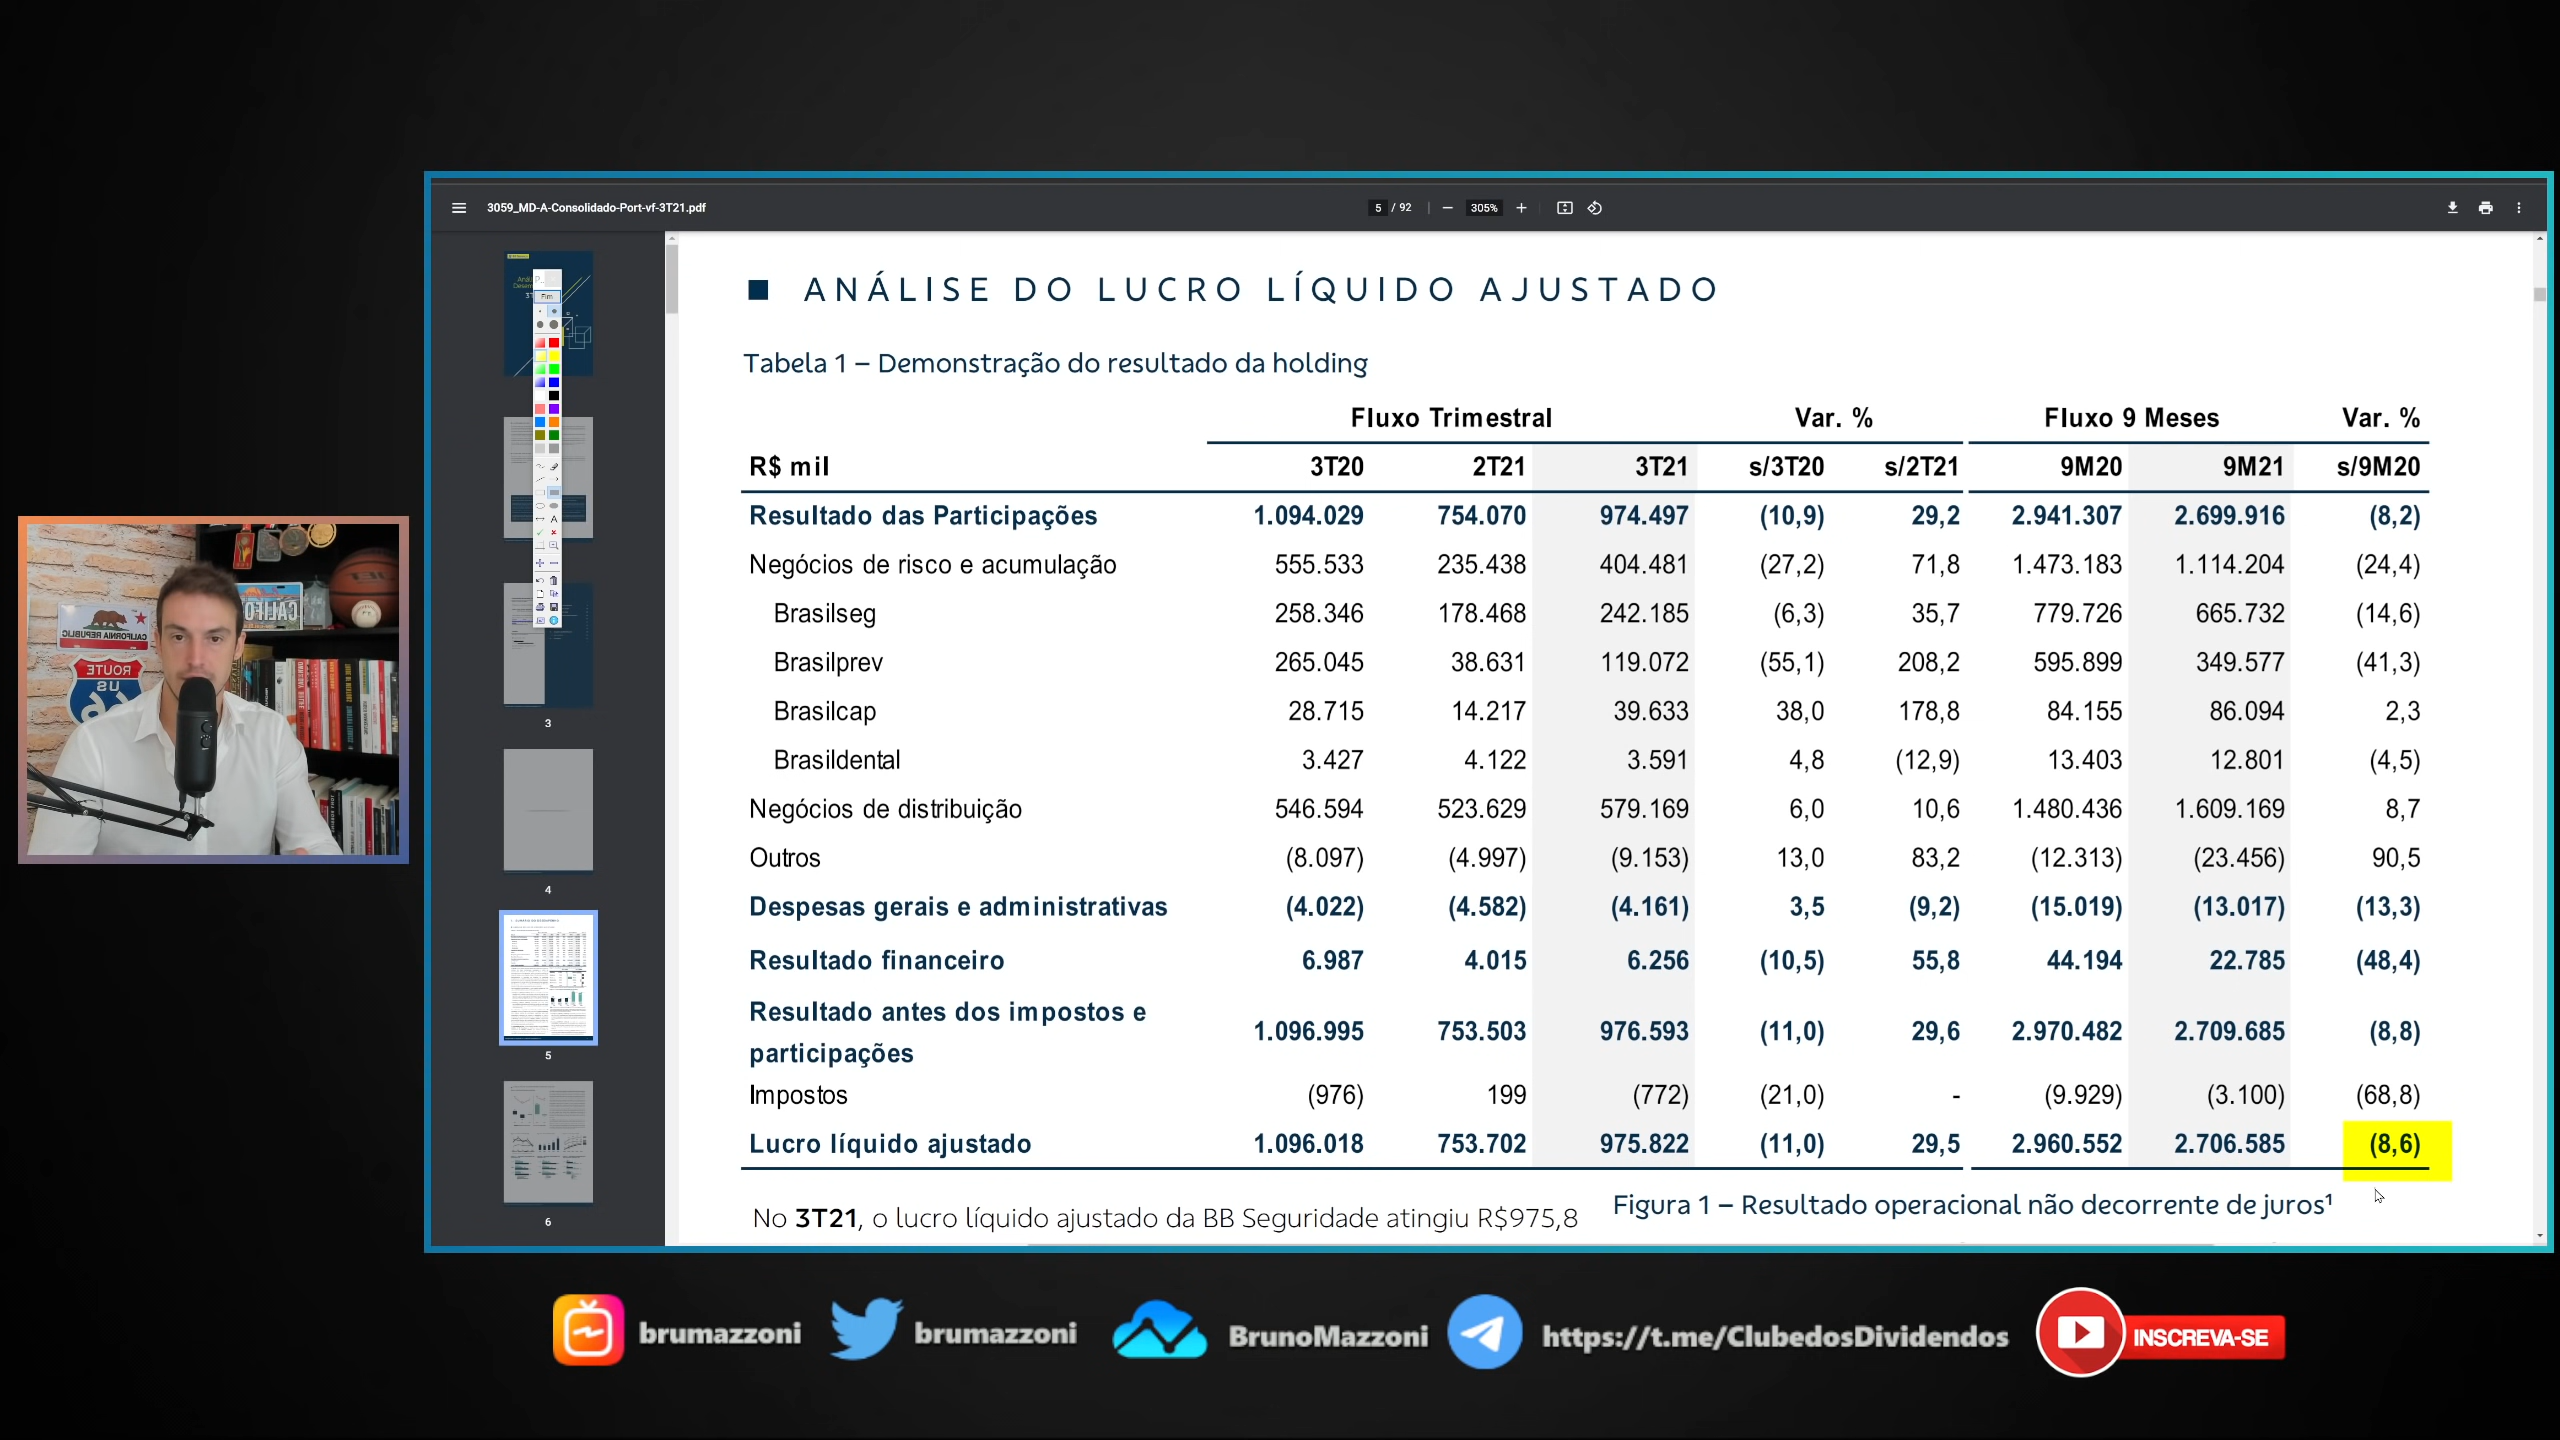 3059_MD-A-Consolidado-Port-vf-3T21.pdf
5 / 92 | − 305% +
Fim
3
4
5
6
■ ANÁLISE DO LUCRO LÍQUIDO AJUSTADO
Tabela 1 – Demonstração do resultado da holding
Fluxo Trimestral Var. % Fluxo 9 Meses Var. %
R$ mil 3T20 2T21 3T21 s/3T20 s/2T21 9M20 9M21 s/9M20
Resultado das Participações 1.094.029 754.070 974.497 (10,9) 29,2 2.941.307 2.699.916 (8,2)
Negócios de risco e acumulação 555.533 235.438 404.481 (27,2) 71,8 1.473.183 1.114.204 (24,4)
Brasilseg 258.346 178.468 242.185 (6,3) 35,7 779.726 665.732 (14,6)
Brasilprev 265.045 38.631 119.072 (55,1) 208,2 595.899 349.577 (41,3)
Brasilcap 28.715 14.217 39.633 38,0 178,8 84.155 86.094 2,3
Brasildental 3.427 4.122 3.591 4,8 (12,9) 13.403 12.801 (4,5)
Negócios de distribuição 546.594 523.629 579.169 6,0 10,6 1.480.436 1.609.169 8,7
Outros (8.097) (4.997) (9.153) 13,0 83,2 (12.313) (23.456) 90,5
Despesas gerais e administrativas (4.022) (4.582) (4.161) 3,5 (9,2) (15.019) (13.017) (13,3)
Resultado financeiro 6.987 4.015 6.256 (10,5) 55,8 44.194 22.785 (48,4)
Resultado antes dos impostos e
participações 1.096.995 753.503 976.593 (11,0) 29,6 2.970.482 2.709.685 (8,8)
Impostos (976) 199 (772) (21,0) - (9.929) (3.100) (68,8)
Lucro líquido ajustado 1.096.018 753.702 975.822 (11,0) 29,5 2.960.552 2.706.585 (8,6)
No 3T21, o lucro líquido ajustado da BB Seguridade atingiu R$975,8
Figura 1 – Resultado operacional não decorrente de juros¹
CALIFORNIA REPUBLIC
CALIFO
ROUTE
US
brumazzoni
brumazzoni
BrunoMazzoni
https://t.me/ClubedosDividendos
INSCREVA-SE